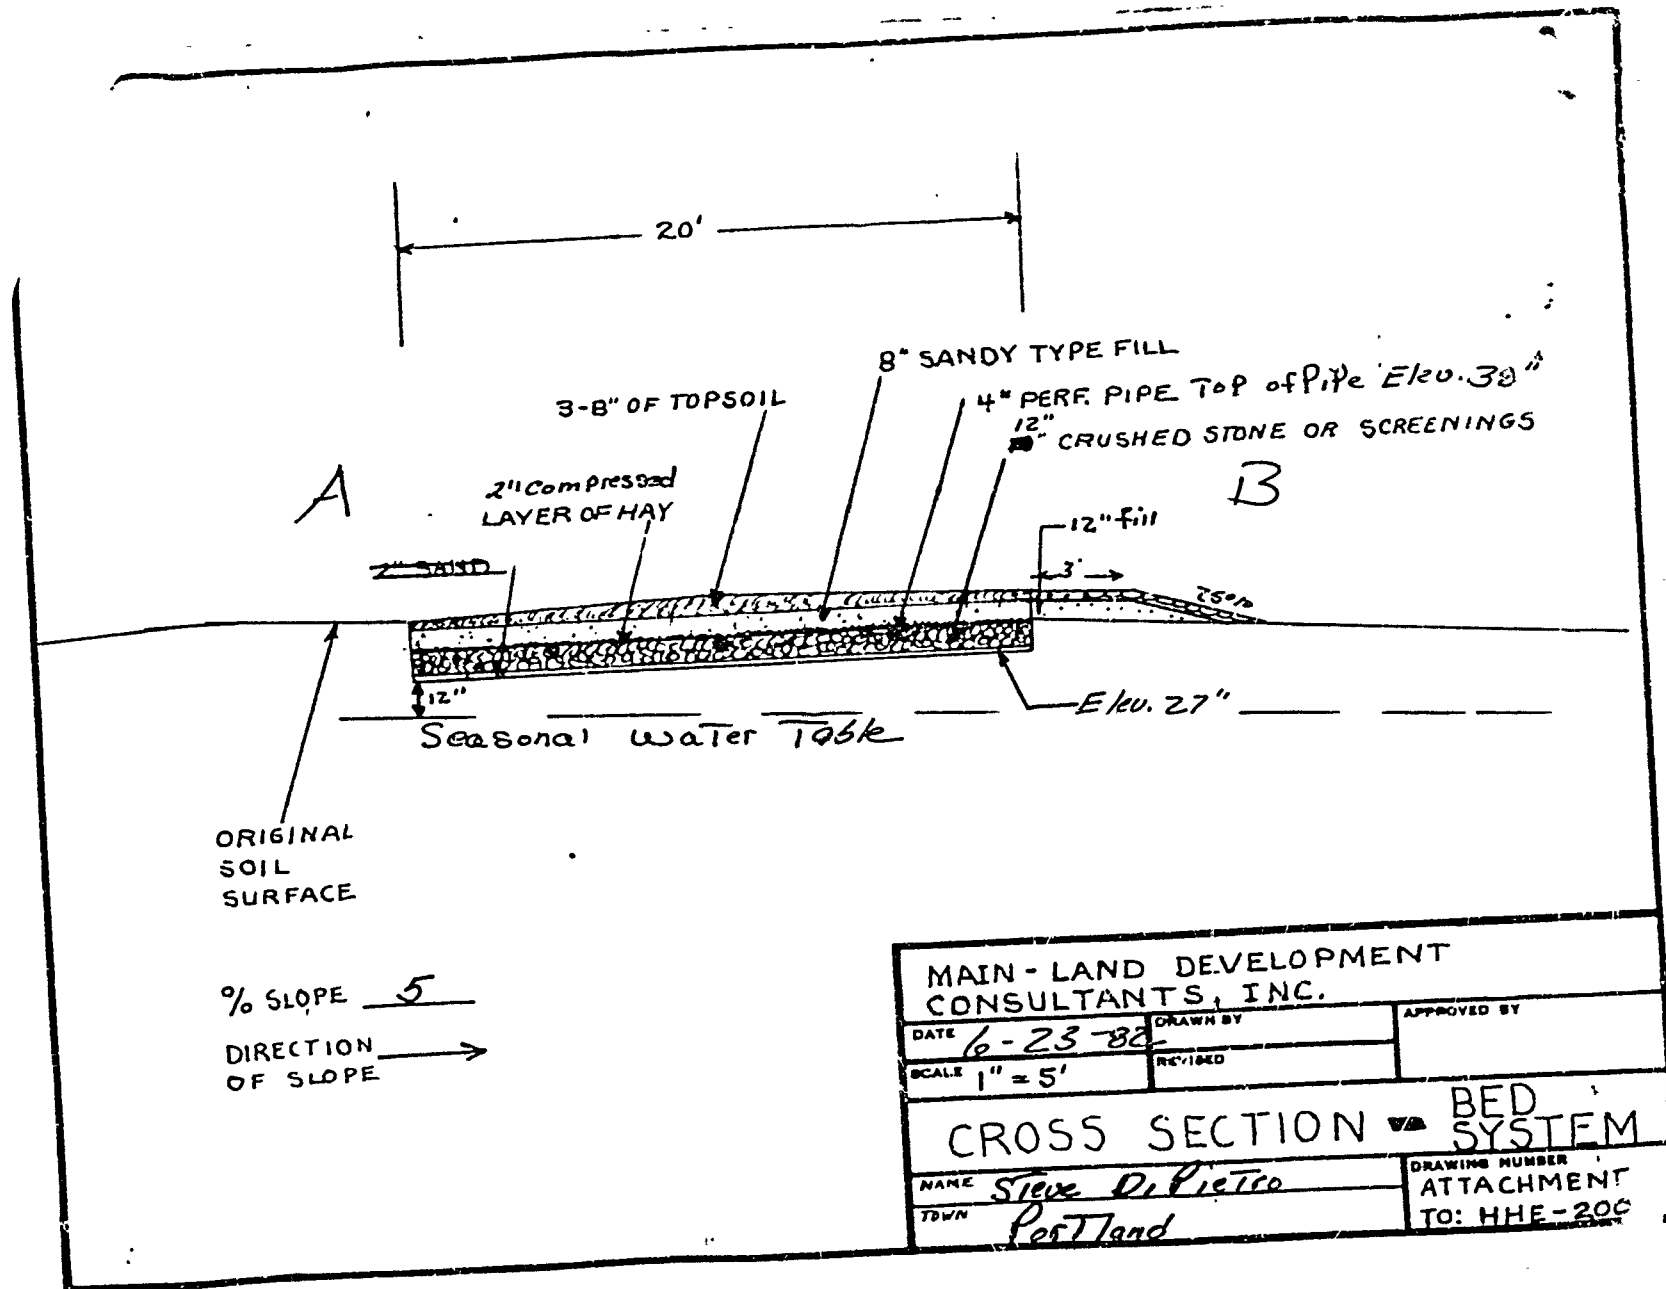 20'
8" SANDY TYPE FILL
3-8" OF TOPSOIL
4" PERF. PIPE Top of Pipe Elev. 38"
12"
" CRUSHED STONE OR SCREENINGS
A
B
2" Compressed
LAYER OF HAY
12" fill
2" SAND
3'
25%
12"
Elev. 27"
Seasonal Water Table
ORIGINAL
SOIL
SURFACE
% SLOPE 5
DIRECTION
OF SLOPE
MAIN-LAND DEVELOPMENT
CONSULTANTS, INC.
DATE 6-23-82
DRAWN BY
APPROVED BY
SCALE 1" = 5'
REVISED
CROSS SECTION BED
SYSTEM
NAME Steve DiPietro
DRAWING NUMBER
ATTACHMENT
TO: HHE-200
TOWN Portland